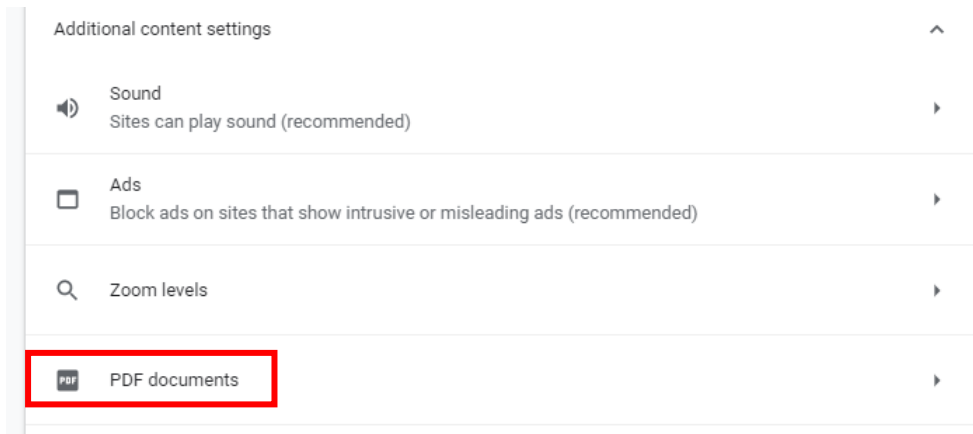 Additional content settings
Sound
Sites can play sound (recommended)
Ads
Block ads on sites that show intrusive or misleading ads (recommended)
Zoom levels
PDF PDF documents